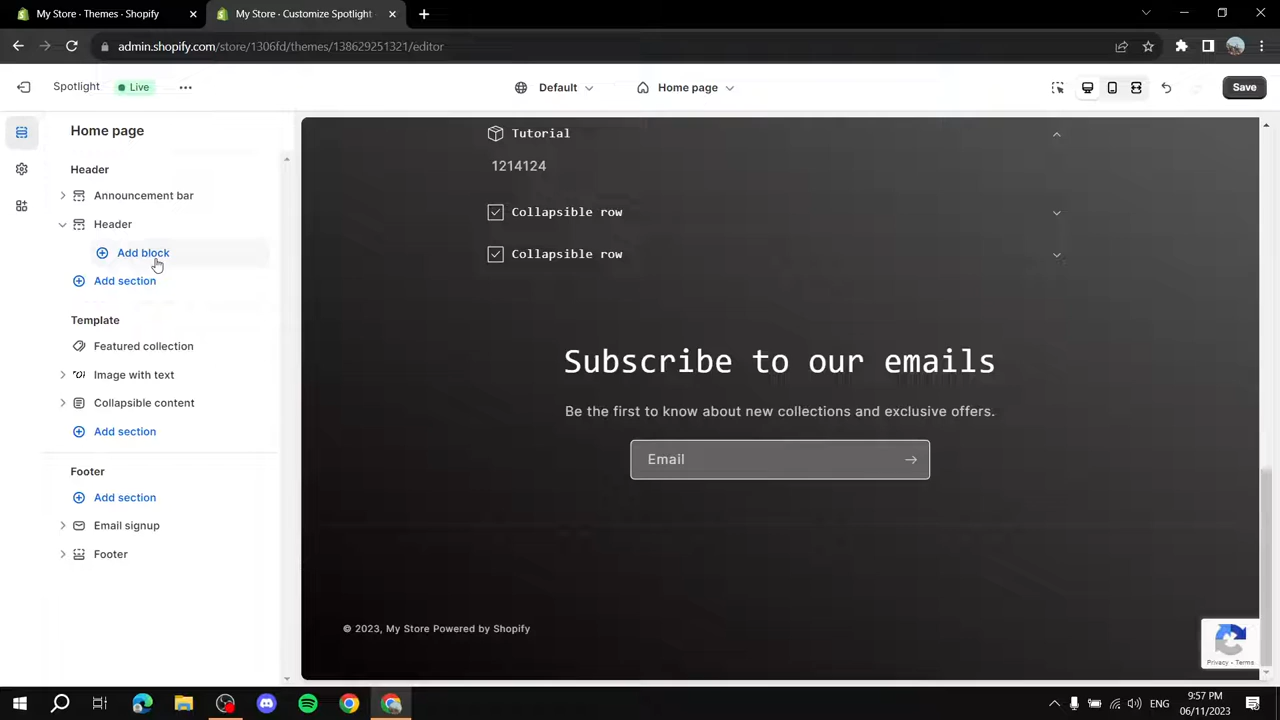 My Store - Themes - Shopify
My Store - Customize Spotlight
admin.shopify.com/store/1306fd/themes/138629251321/editor
Spotlight
Live
Default
Home page
Save
Home page
Header
Announcement bar
Header
Add block
Add section
Template
Featured collection
Image with text
Collapsible content
Add section
Footer
Add section
Email signup
Footer
Tutorial
1214124
Collapsible row
Collapsible row
Subscribe to our emails
Be the first to know about new collections and exclusive offers.
Email
© 2023, My Store Powered by Shopify
Privacy - Terms
ENG
9:57 PM
06/11/2023